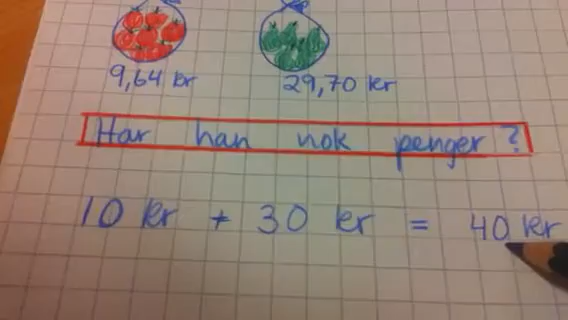 9,64 kr 29,70 kr
Har han nok penger?
10 kr + 30 kr = 40 kr